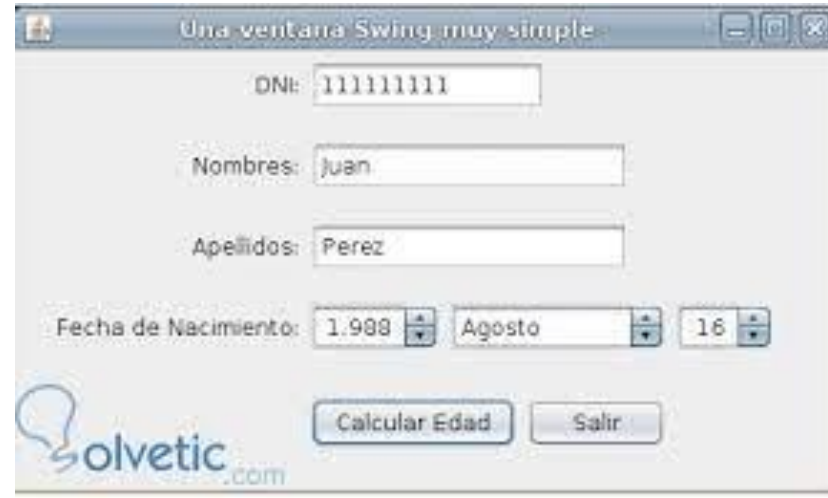 Una ventana Swing muy simple
DNI: 111111111
Nombres: Juan
Apellidos: Perez
Fecha de Nacimiento: 1.988 Agosto 16
Calcular Edad Salir
Solvetic.com